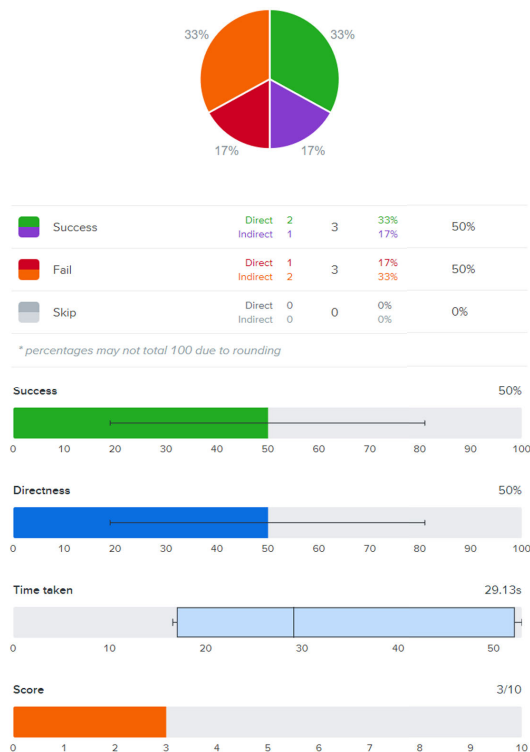 33% 33%
17% 17%
Success Direct 2 3 33% 50%
Indirect 1 17%
Fail Direct 1 3 17% 50%
Indirect 2 33%
Skip Direct 0 0 0% 0%
Indirect 0 0%
* percentages may not total 100 due to rounding
Success 50%
0 10 20 30 40 50 60 70 80 90 100
Directness 50%
0 10 20 30 40 50 60 70 80 90 100
Time taken 29.13s
0 10 20 30 40 50
Score 3/10
0 1 2 3 4 5 6 7 8 9 10